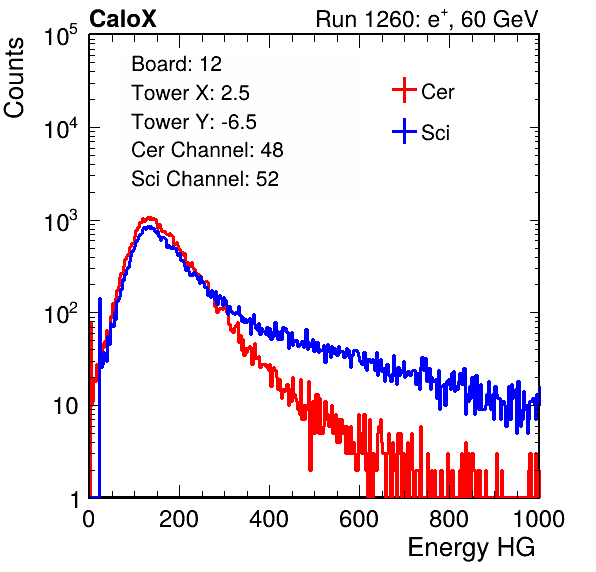 CaloX Run 1260: e⁺, 60 GeV
Board: 12
Tower X: 2.5
Tower Y: -6.5
Cer Channel: 48
Sci Channel: 52
Cer
Sci
Counts
10⁵
10⁴
10³
10²
10
1
0 200 400 600 800 1000
Energy HG